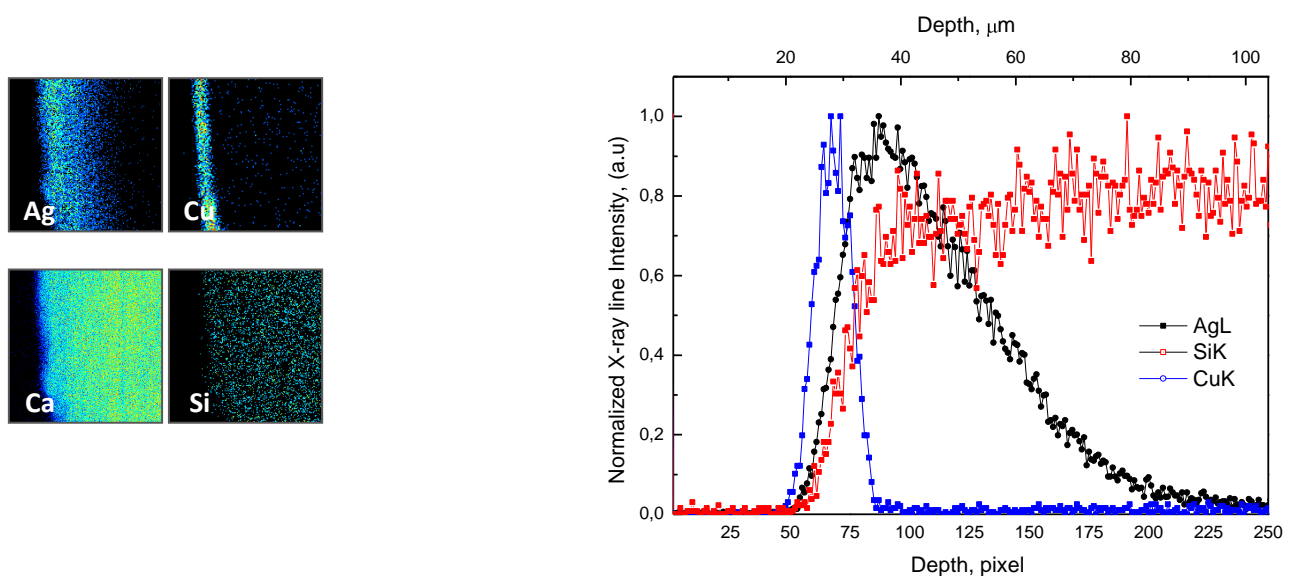 Ag
Cu
Ca
Si
Depth, μm
20 40 60 80 100
Normalized X-ray line Intensity, (a.u)
1,0
0,8
0,6
0,4
0,2
0,0
AgL
SiK
CuK
25 50 75 100 125 150 175 200 225 250
Depth, pixel